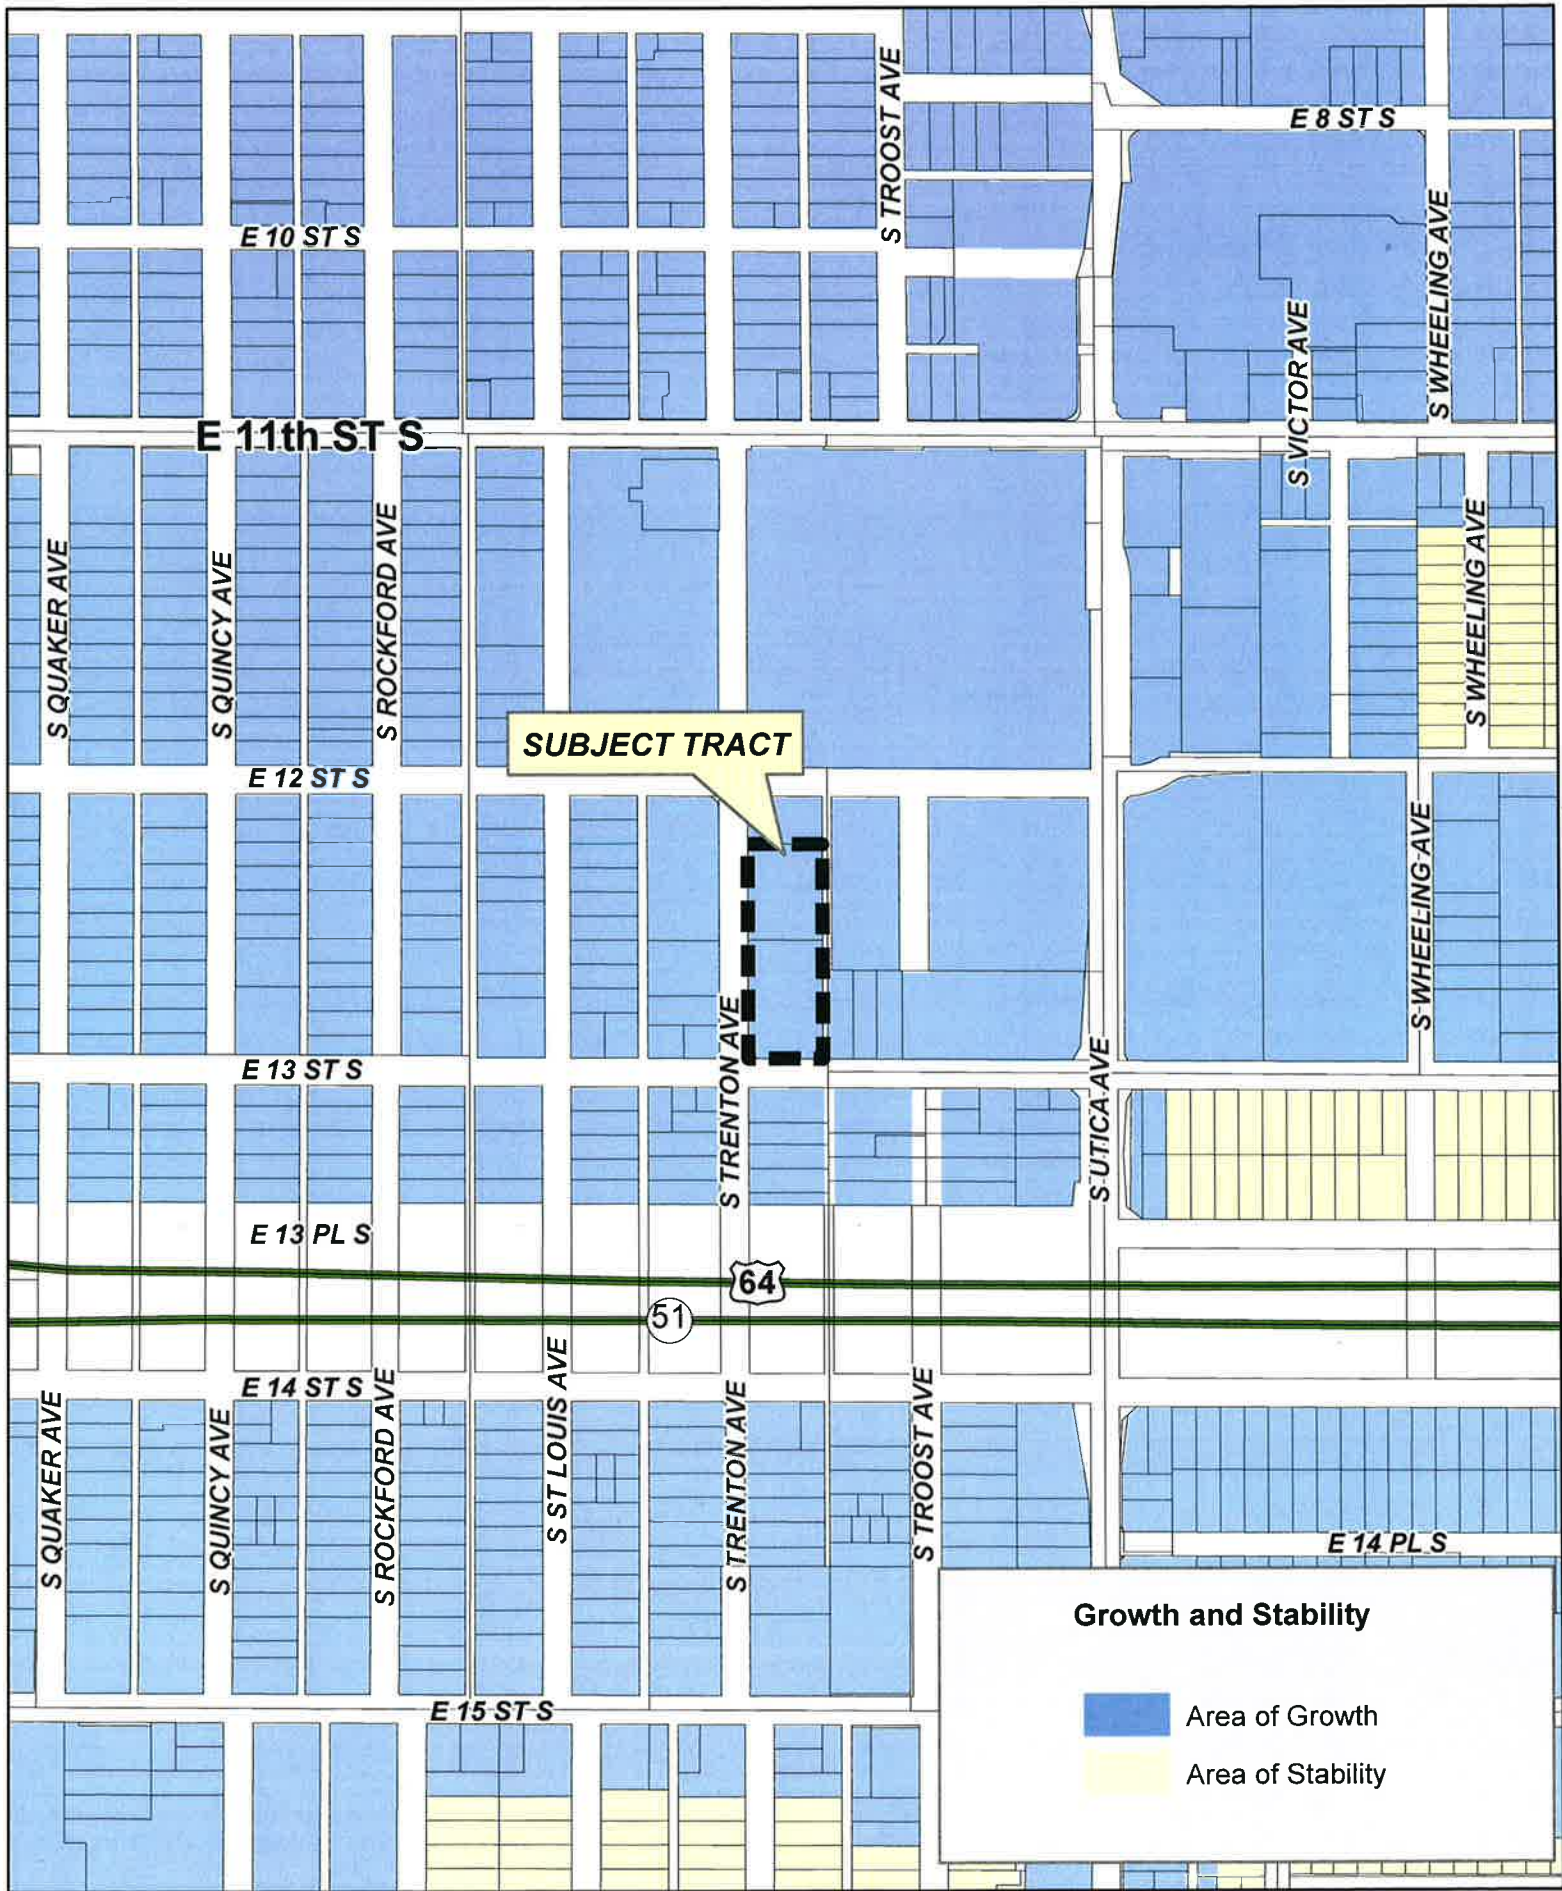 S TROOST AVE
E 8 ST S
S WHEELING AVE
E 10 ST S
S VICTOR AVE
E 11th ST S
S QUAKER AVE
S QUINCY AVE
S ROCKFORD AVE
S WHEELING AVE
SUBJECT TRACT
E 12 ST S
S WHEELING AVE
S TRENTON AVE
E 13 ST S
S UTICA AVE
E 13 PL S
64
51
S QUAKER AVE
S QUINCY AVE
E 14 ST S
S ROCKFORD AVE
S ST LOUIS AVE
S TRENTON AVE
S TROOST AVE
E 14 PL S
E 15 ST S
Growth and Stability
Area of Growth
Area of Stability